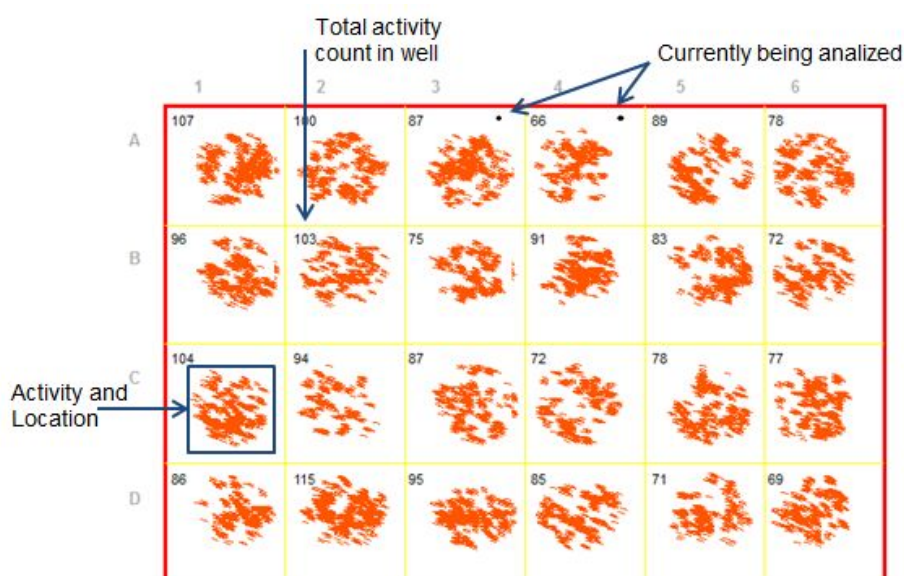 Total activity
count in well
Currently being analized
1 2 3 4 5 6
A
107 100 87 66 89 78
B
96 103 75 91 83 72
C
104 94 87 72 78 77
Activity and
Location
D
86 115 95 85 71 69